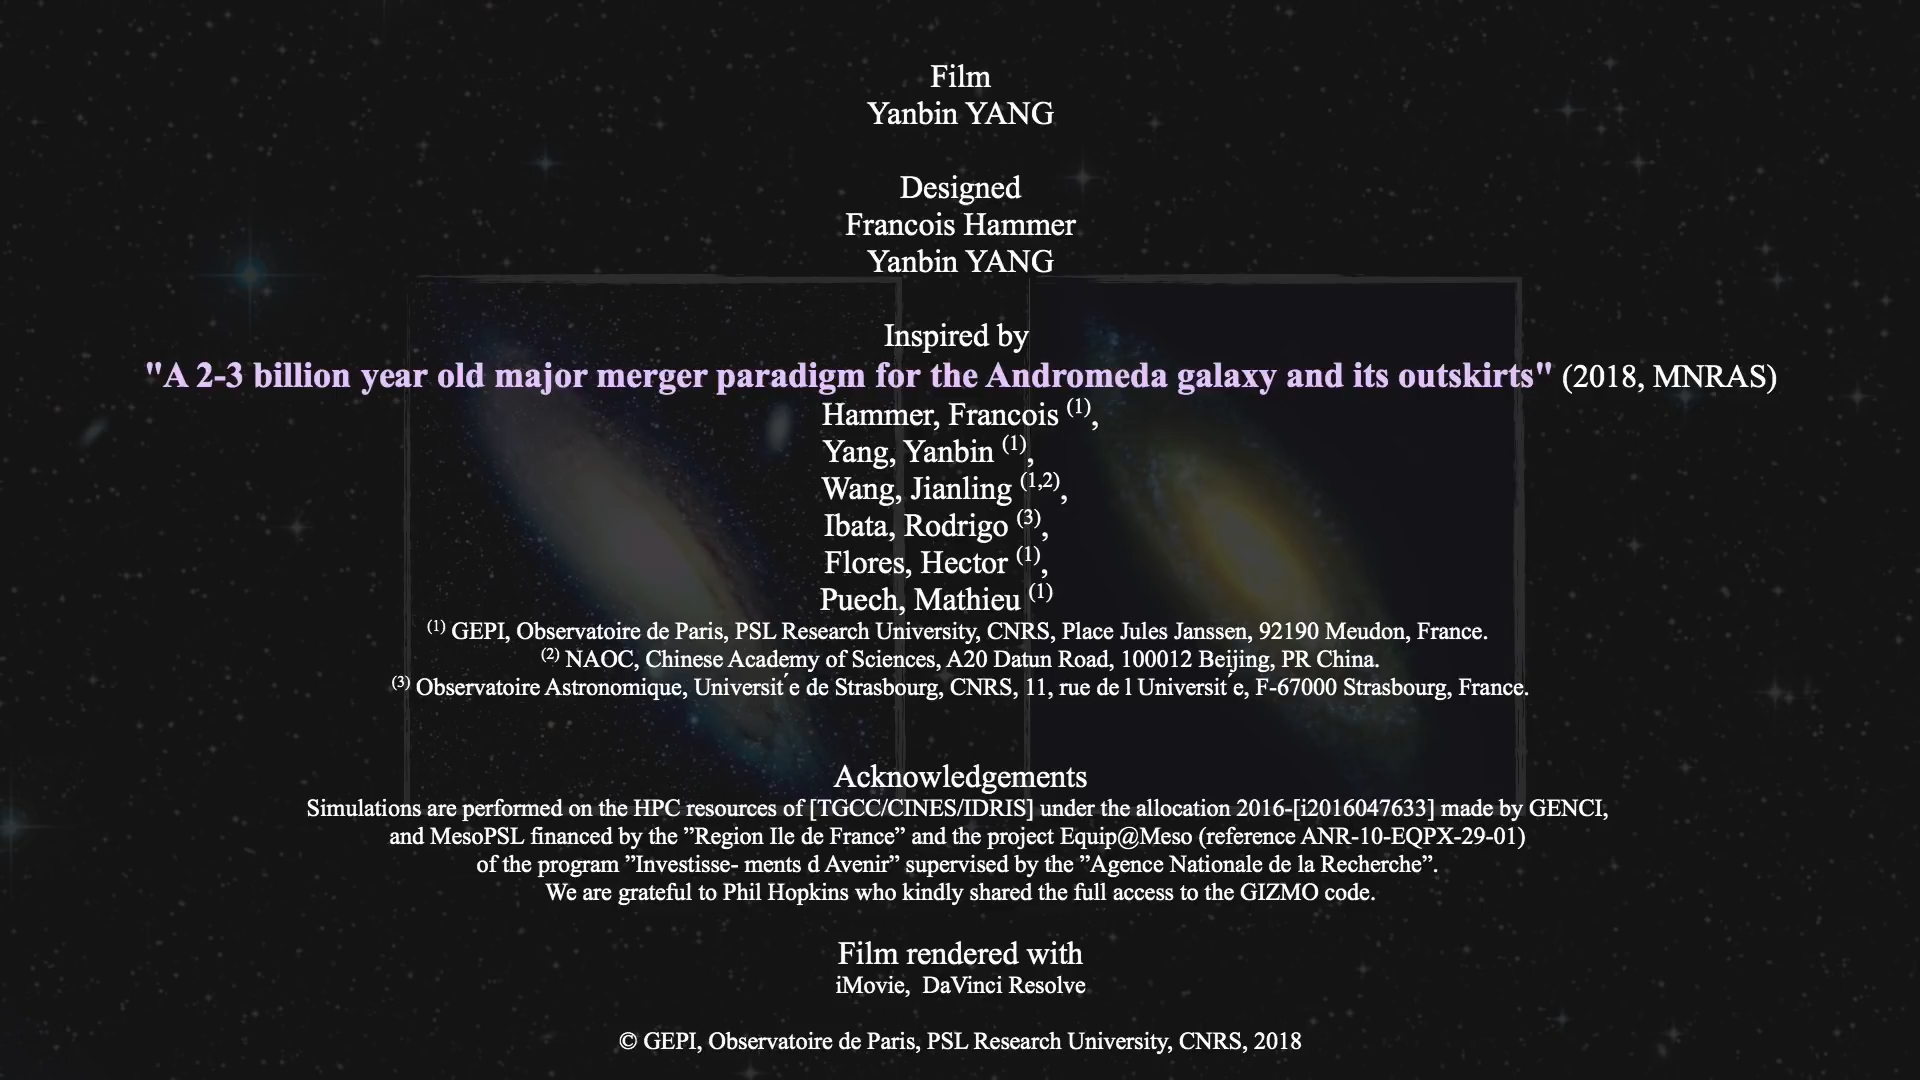 Film
Yanbin YANG
Designed
Francois Hammer
Yanbin YANG
Inspired by
"A 2-3 billion year old major merger paradigm for the Andromeda galaxy and its outskirts" (2018, MNRAS)
Hammer, Francois (1),
Yang, Yanbin (1),
Wang, Jianling (1,2),
Ibata, Rodrigo (3),
Flores, Hector (1),
Puech, Mathieu (1)
(1) GEPI, Observatoire de Paris, PSL Research University, CNRS, Place Jules Janssen, 92190 Meudon, France.
(2) NAOC, Chinese Academy of Sciences, A20 Datun Road, 100012 Beijing, PR China.
(3) Observatoire Astronomique, Universit´e de Strasbourg, CNRS, 11, rue de l Universit´e, F-67000 Strasbourg, France.
Acknowledgements
Simulations are performed on the HPC resources of [TGCC/CINES/IDRIS] under the allocation 2016-[i2016047633] made by GENCI,
and MesoPSL financed by the ”Region Ile de France” and the project Equip@Meso (reference ANR-10-EQPX-29-01)
of the program ”Investisse- ments d Avenir” supervised by the ”Agence Nationale de la Recherche”.
We are grateful to Phil Hopkins who kindly shared the full access to the GIZMO code.
Film rendered with
iMovie,  DaVinci Resolve
© GEPI, Observatoire de Paris, PSL Research University, CNRS, 2018